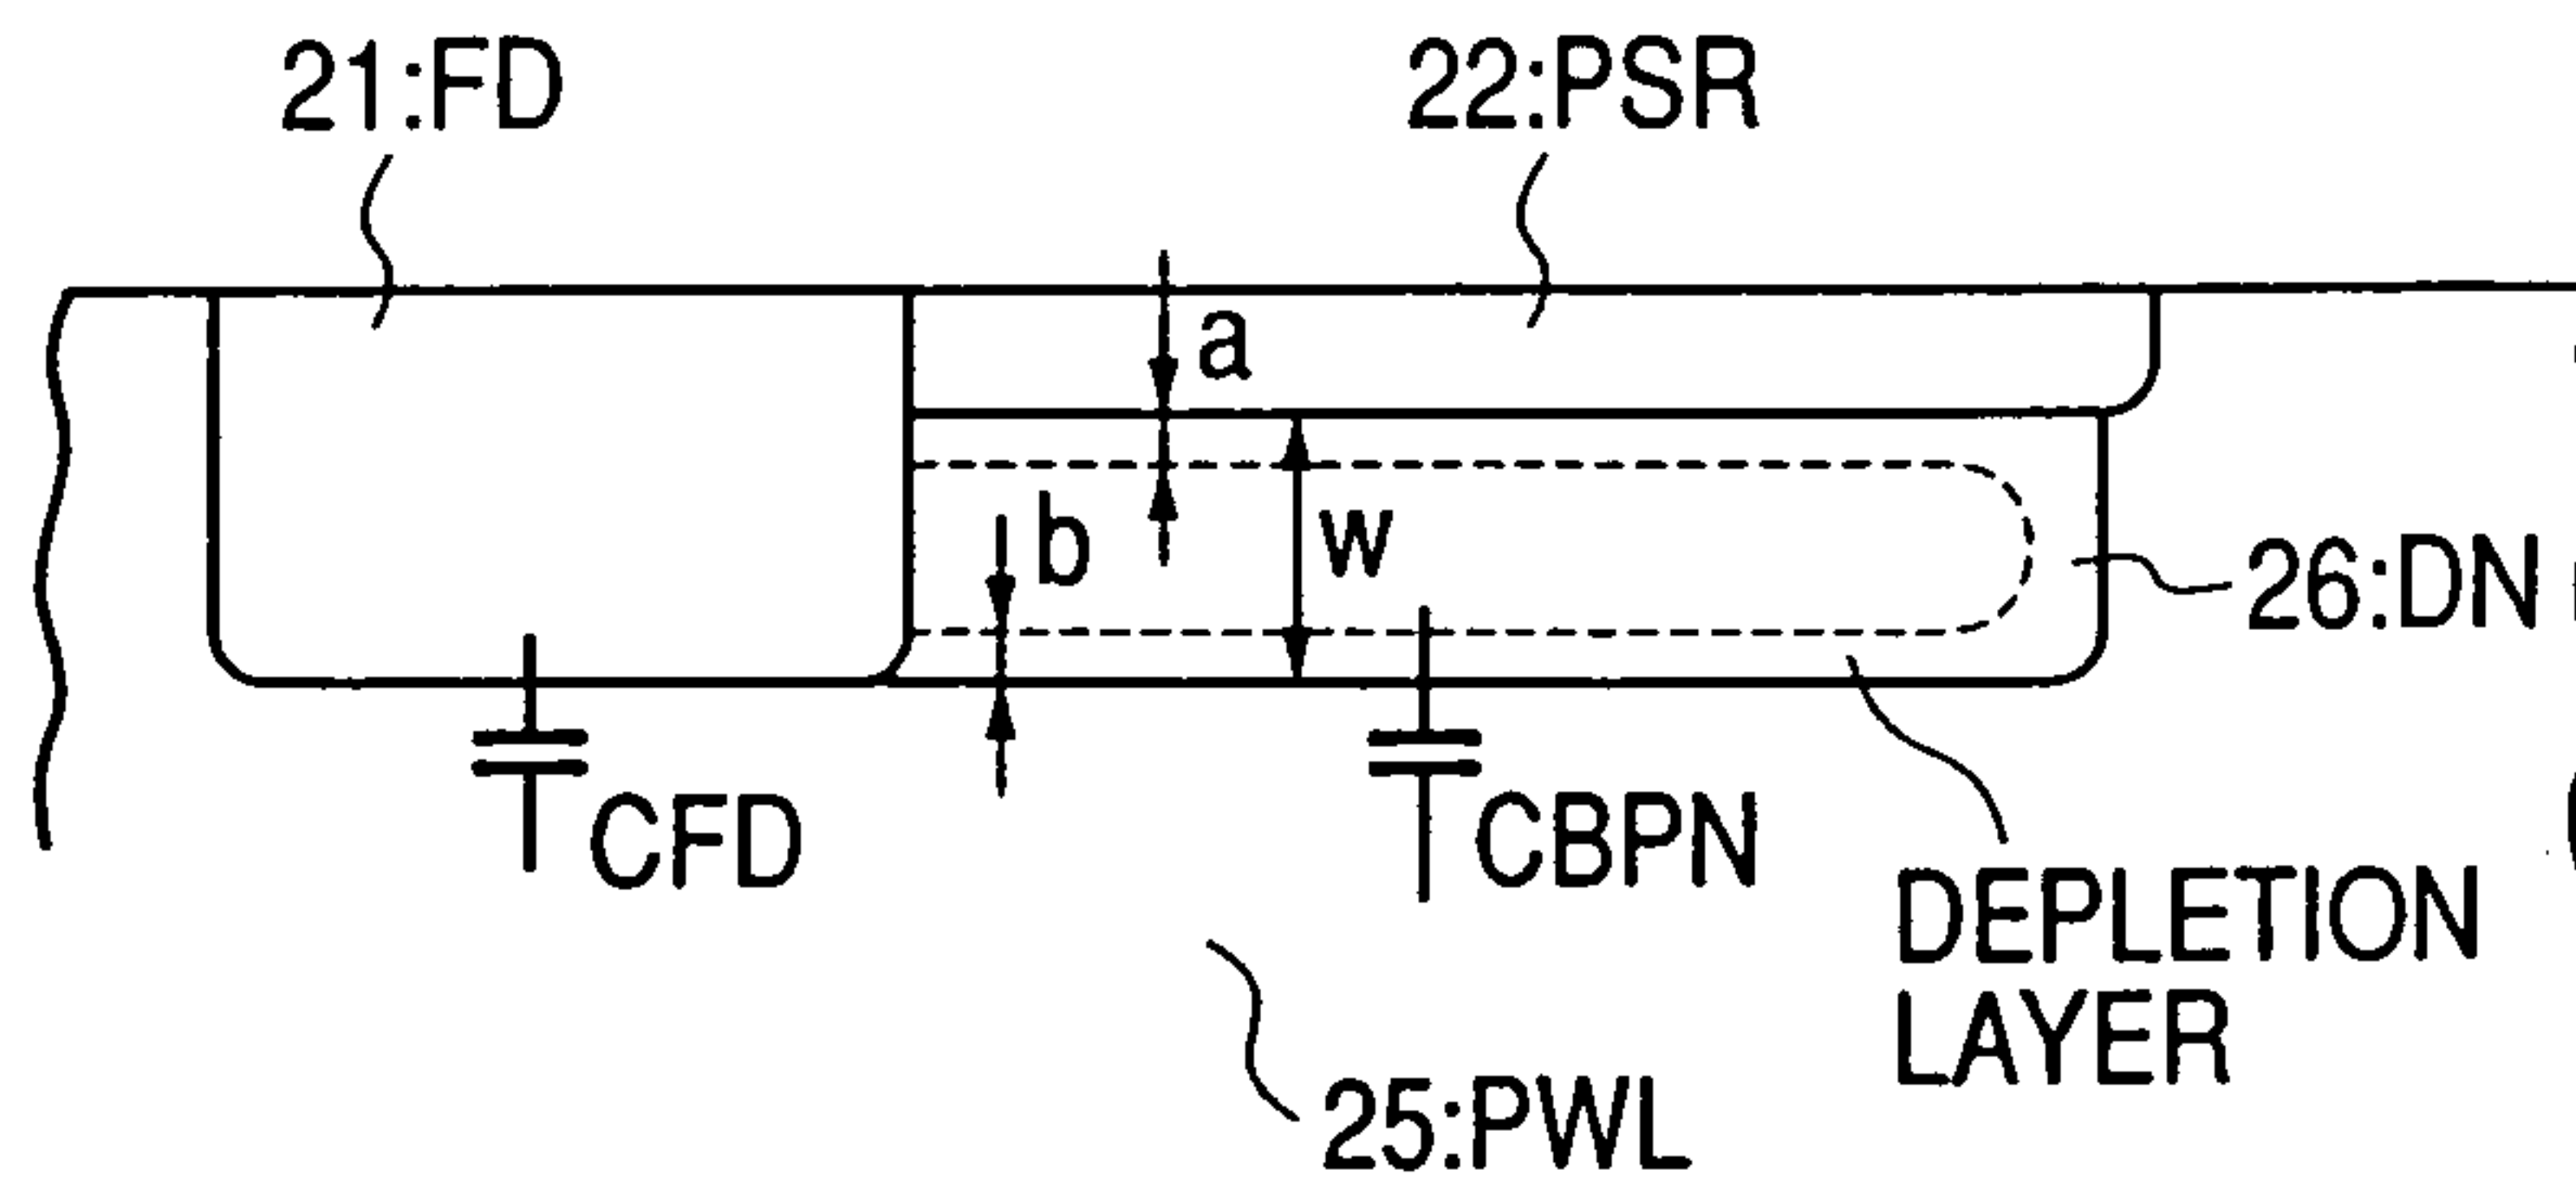 21:FD
22:PSR
a
b
w
26:DN
CFD
CBPN
DEPLETION
LAYER
25:PWL